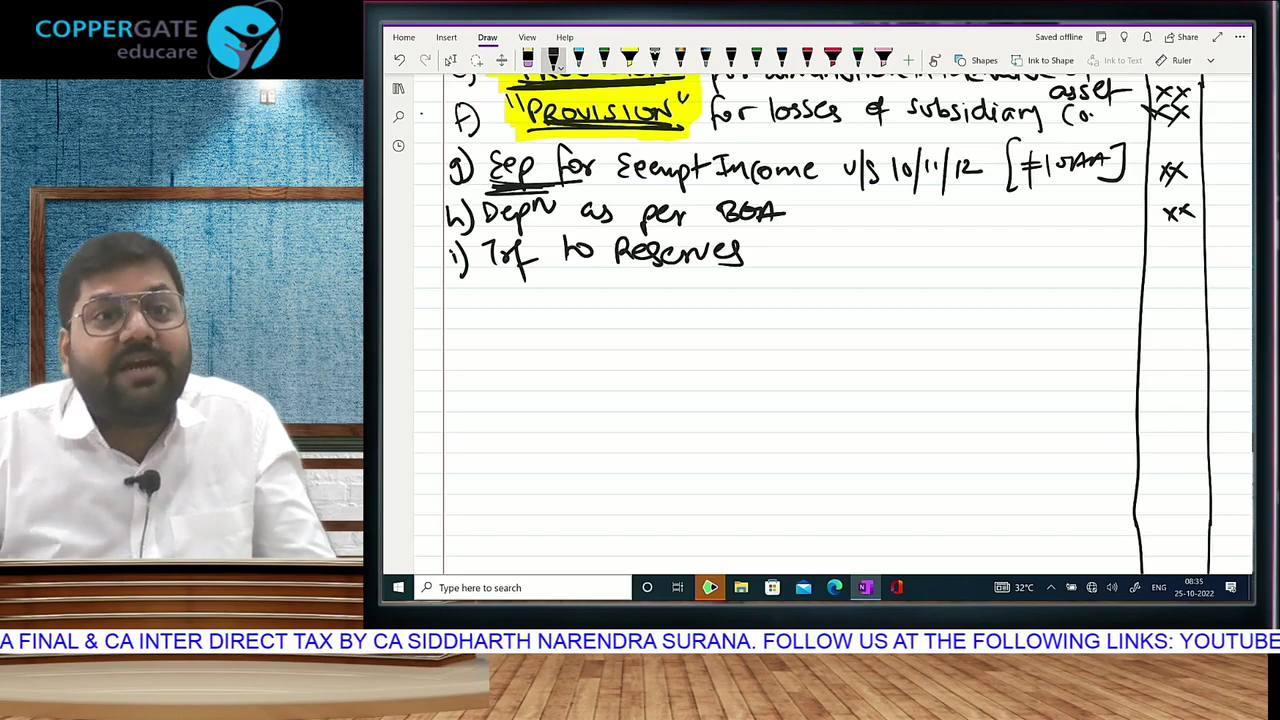 COPPERGATE
educare
Home Insert Draw View Help
Saved offline
Share
Shapes
Ink to Shape
Ink to Text
Ruler
asset xx
f) "PROVISION" for losses of subsidiary Co. xx
g) Exp for Exempt Income u/s 10/11/12 xx
h) Depn as per BOA xx
i) Trf to Reserves
Type here to search
32°C
ENG
08:35
25-10-2022
A FINAL & CA INTER DIRECT TAX BY CA SIDDHARTH NARENDRA SURANA. FOLLOW US AT THE FOLLOWING LINKS: YOUTUBE